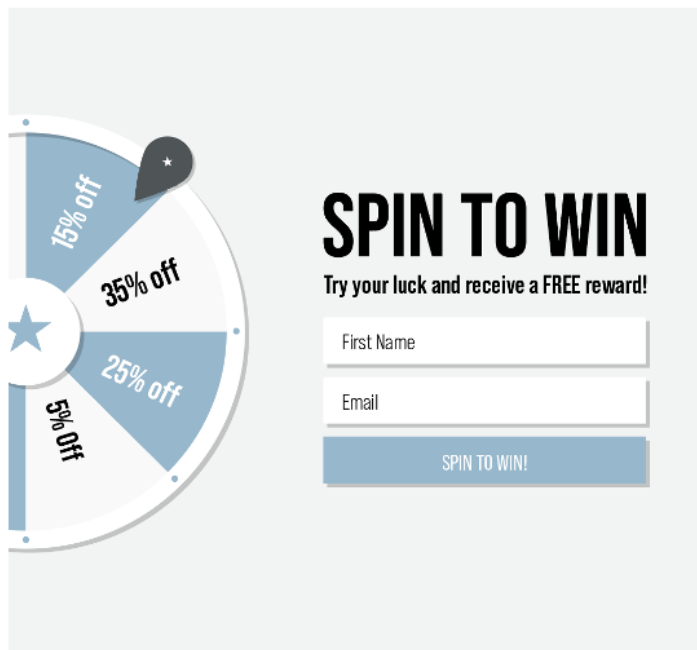 15% off
35% off
25% off
5% Off
SPIN TO WIN
Try your luck and receive a FREE reward!
First Name
Email
SPIN TO WIN!